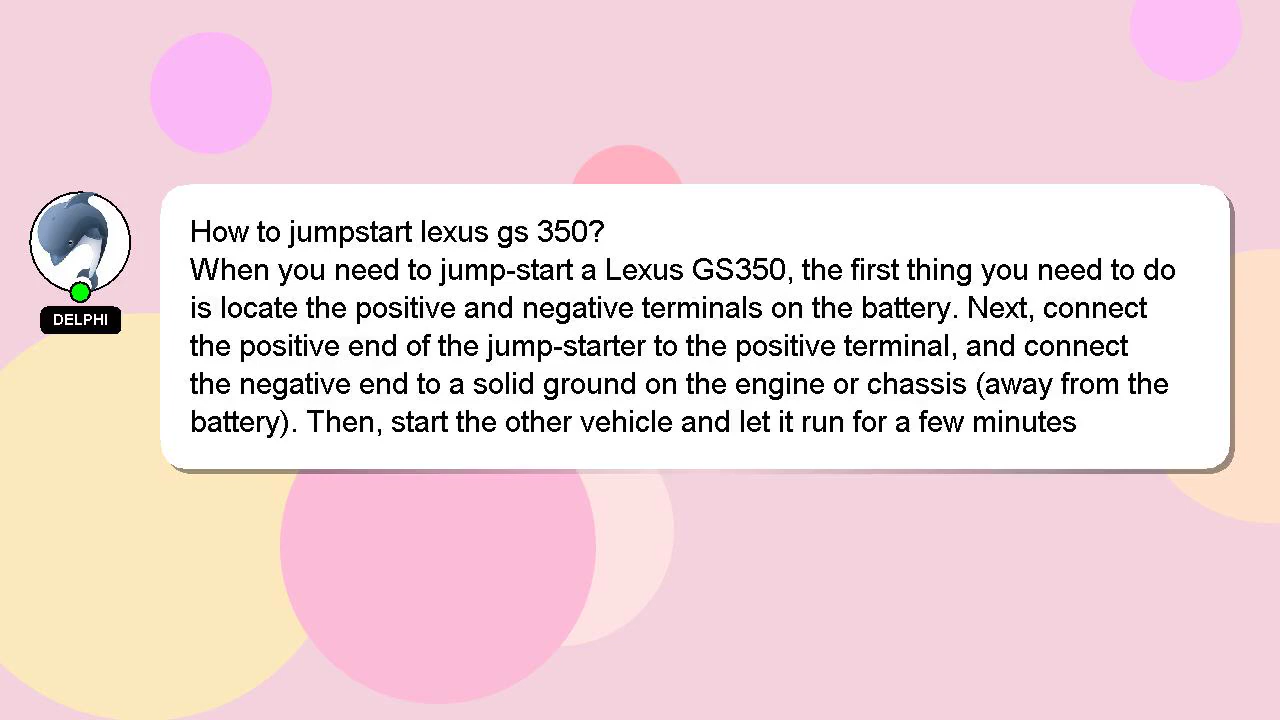 How to jumpstart lexus gs 350?
When you need to jump-start a Lexus GS350, the first thing you need to do
is locate the positive and negative terminals on the battery. Next, connect
the positive end of the jump-starter to the positive terminal, and connect
the negative end to a solid ground on the engine or chassis (away from the
battery). Then, start the other vehicle and let it run for a few minutes
DELPHI